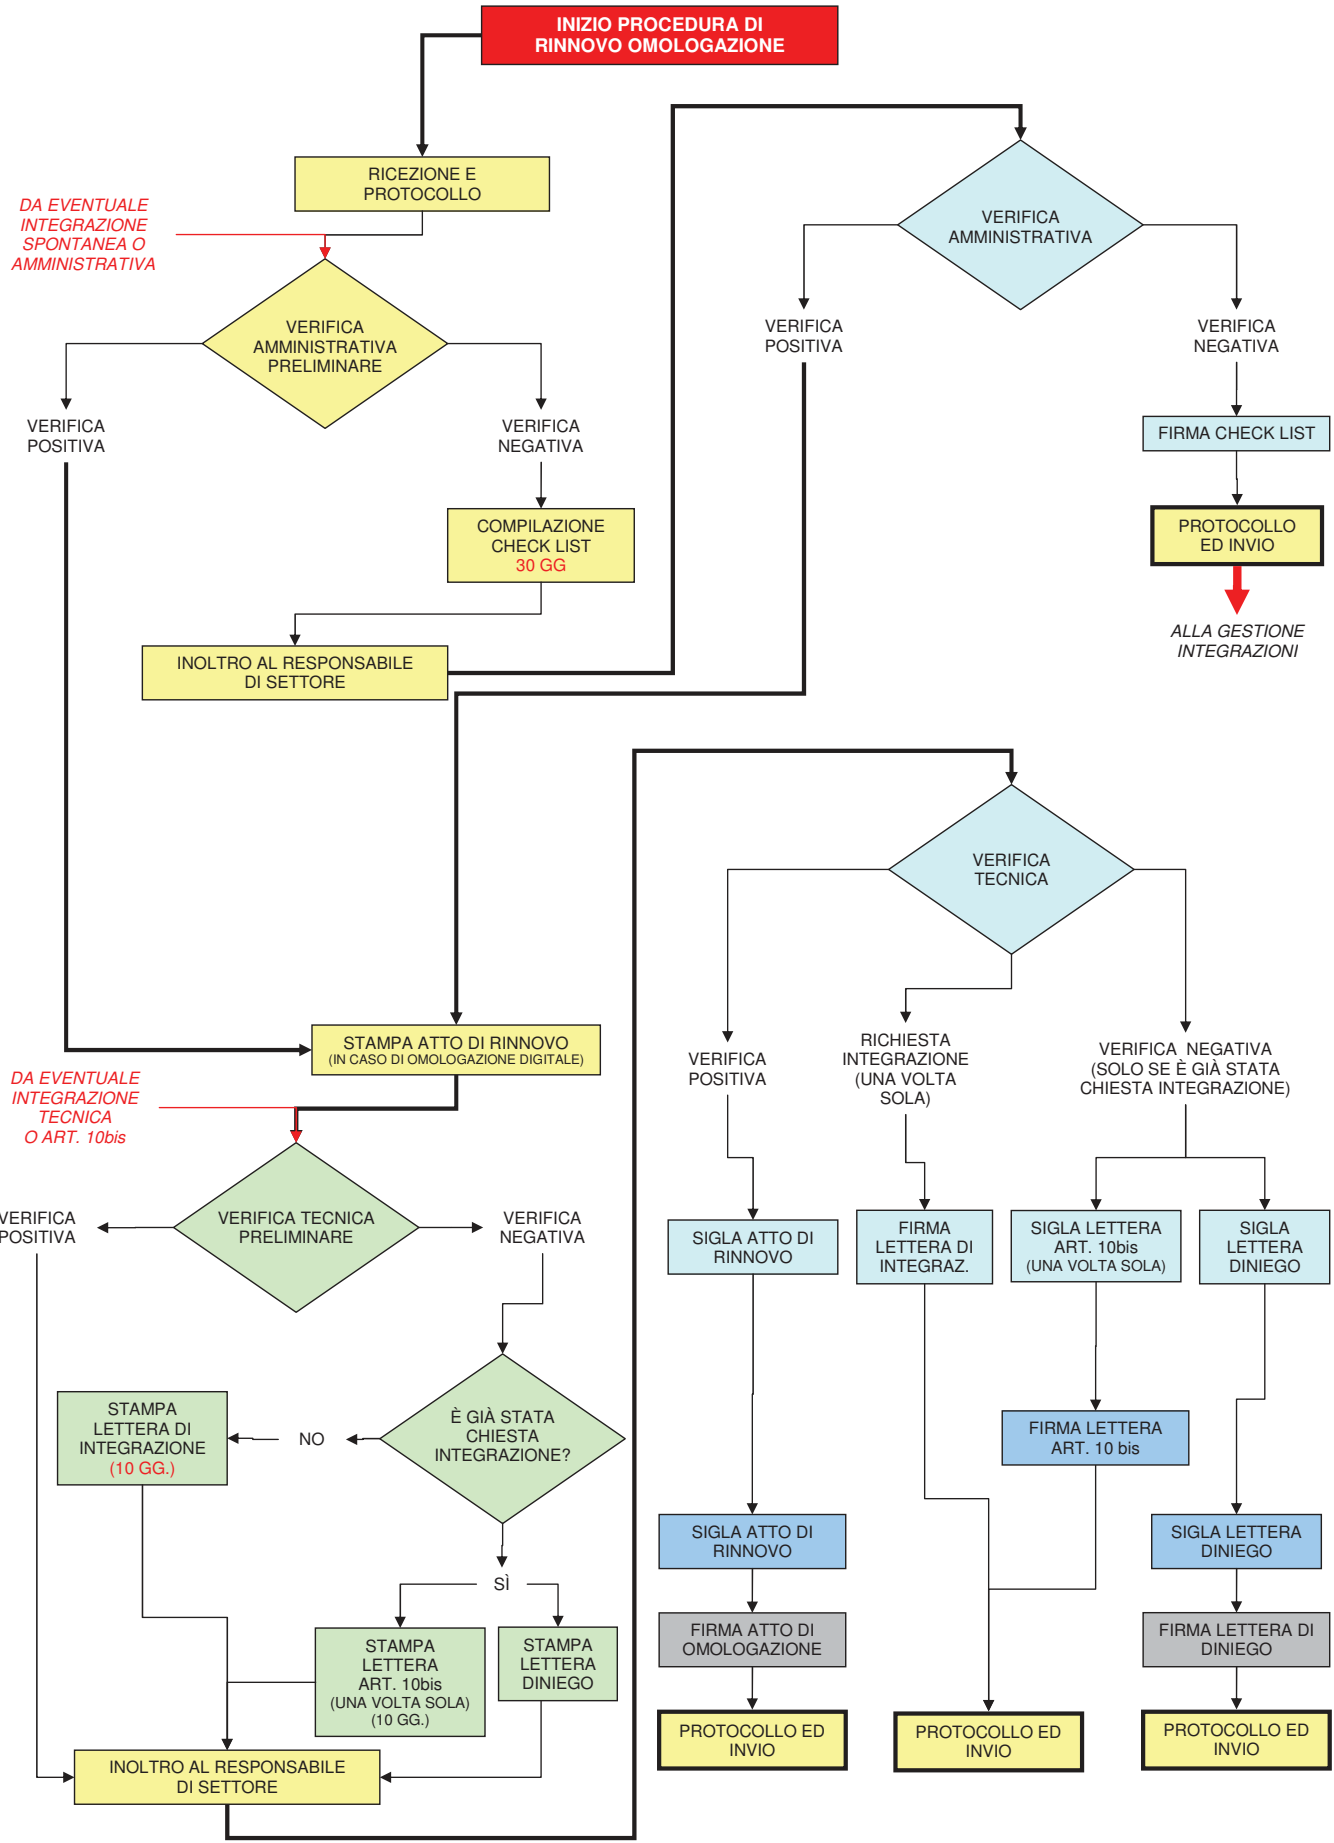 INIZIO PROCEDURA DI
RINNOVO OMOLOGAZIONE
RICEZIONE E
PROTOCOLLO
DA EVENTUALE
INTEGRAZIONE
SPONTANEA O
AMMINISTRATIVA
VERIFICA
AMMINISTRATIVA
PRELIMINARE
VERIFICA
POSITIVA
VERIFICA
NEGATIVA
COMPILAZIONE
CHECK LIST
30 GG
INOLTRO AL RESPONSABILE
DI SETTORE
VERIFICA
AMMINISTRATIVA
VERIFICA
POSITIVA
VERIFICA
NEGATIVA
FIRMA CHECK LIST
PROTOCOLLO
ED INVIO
ALLA GESTIONE
INTEGRAZIONI
STAMPA ATTO DI RINNOVO
(IN CASO DI OMOLOGAZIONE DIGITALE)
DA EVENTUALE
INTEGRAZIONE
TECNICA
O ART. 10bis
VERIFICA TECNICA
PRELIMINARE
VERIFICA
POSITIVA
VERIFICA
NEGATIVA
È GIÀ STATA
CHIESTA
INTEGRAZIONE?
NO
STAMPA
LETTERA DI
INTEGRAZIONE
(10 GG.)
SÌ
STAMPA
LETTERA
ART. 10bis
(UNA VOLTA SOLA)
(10 GG.)
STAMPA
LETTERA
DINIEGO
INOLTRO AL RESPONSABILE
DI SETTORE
VERIFICA
TECNICA
VERIFICA
POSITIVA
RICHIESTA
INTEGRAZIONE
(UNA VOLTA
SOLA)
VERIFICA NEGATIVA
(SOLO SE È GIÀ STATA
CHIESTA INTEGRAZIONE)
SIGLA ATTO DI
RINNOVO
FIRMA
LETTERA DI
INTEGRAZ.
SIGLA LETTERA
ART. 10bis
(UNA VOLTA SOLA)
SIGLA
LETTERA
DINIEGO
FIRMA LETTERA
ART. 10 bis
SIGLA ATTO DI
RINNOVO
SIGLA LETTERA
DINIEGO
FIRMA ATTO DI
OMOLOGAZIONE
FIRMA LETTERA DI
DINIEGO
PROTOCOLLO ED
INVIO
PROTOCOLLO ED
INVIO
PROTOCOLLO ED
INVIO